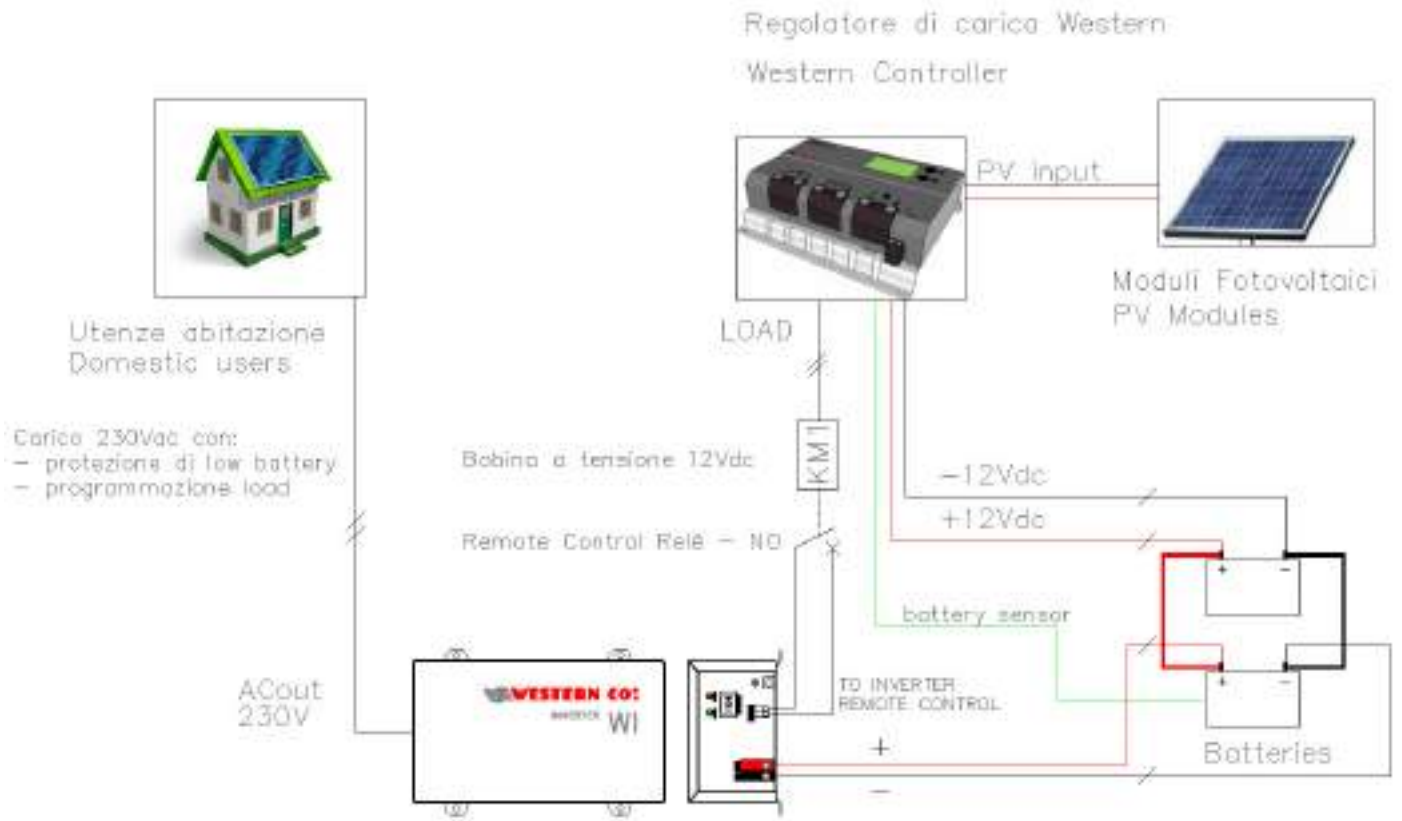 Regolatore di carica Western
Western Controller
PV input
Moduli Fotovoltaici
PV Modules
LOAD
Utenze abitazione
Domestic users
Carico 230Vac con:
- protezione di low battery
- programmazione load
Bobina a tensione 12Vdc
KM1
-12Vdc
+12Vdc
Remote Control Relè - NO
+ -
battery sensor
+ -
ACout
230V
WESTERN CO:
INVERTER
WI
TO INVERTER
REMOTE CONTROL
+
-
Batteries